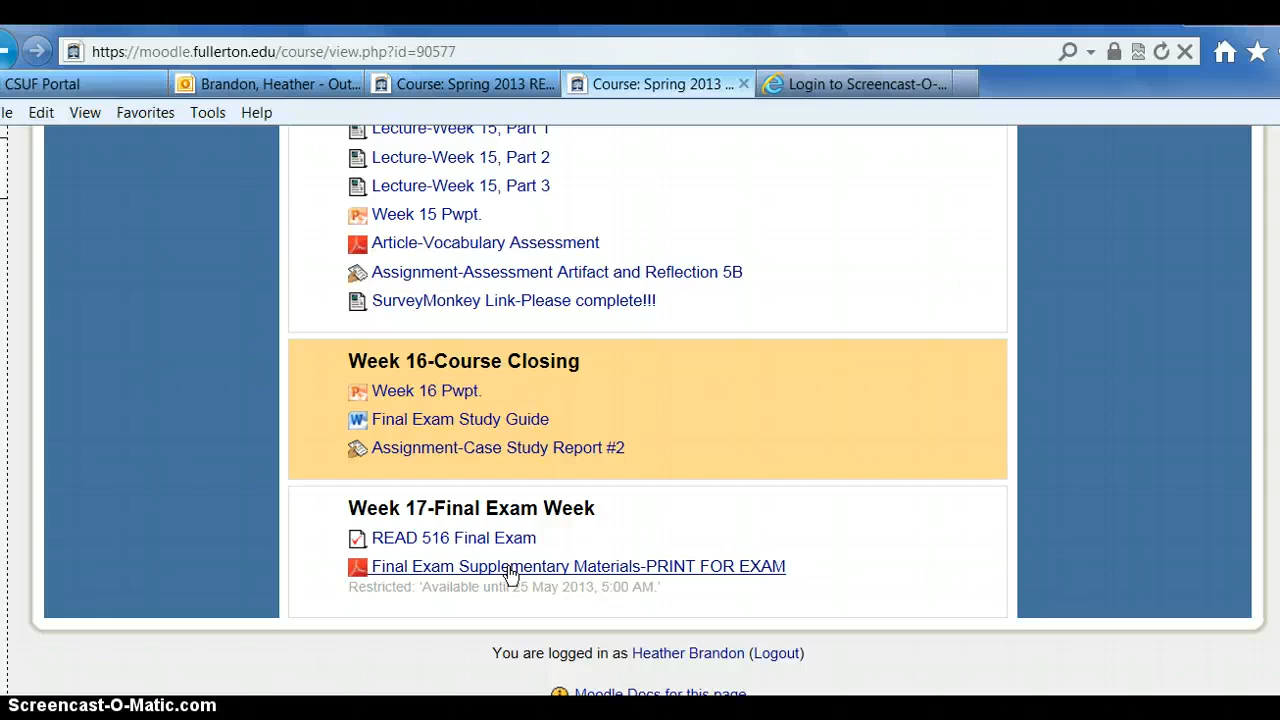 https://moodle.fullerton.edu/course/view.php?id=90577
CSUF Portal
Brandon, Heather - Out...
Course: Spring 2013 RE...
Course: Spring 2013 ...
Login to Screencast-O-...
le Edit View Favorites Tools Help
Lecture-Week 15, Part 1
Lecture-Week 15, Part 2
Lecture-Week 15, Part 3
Week 15 Pwpt.
Article-Vocabulary Assessment
Assignment-Assessment Artifact and Reflection 5B
SurveyMonkey Link-Please complete!!!
Week 16-Course Closing
Week 16 Pwpt.
Final Exam Study Guide
Assignment-Case Study Report #2
Week 17-Final Exam Week
READ 516 Final Exam
Final Exam Supplementary Materials-PRINT FOR EXAM
Restricted: 'Available until 25 May 2013, 5:00 AM.'
You are logged in as Heather Brandon (Logout)
Moodle Docs for this page
Screencast-O-Matic.com